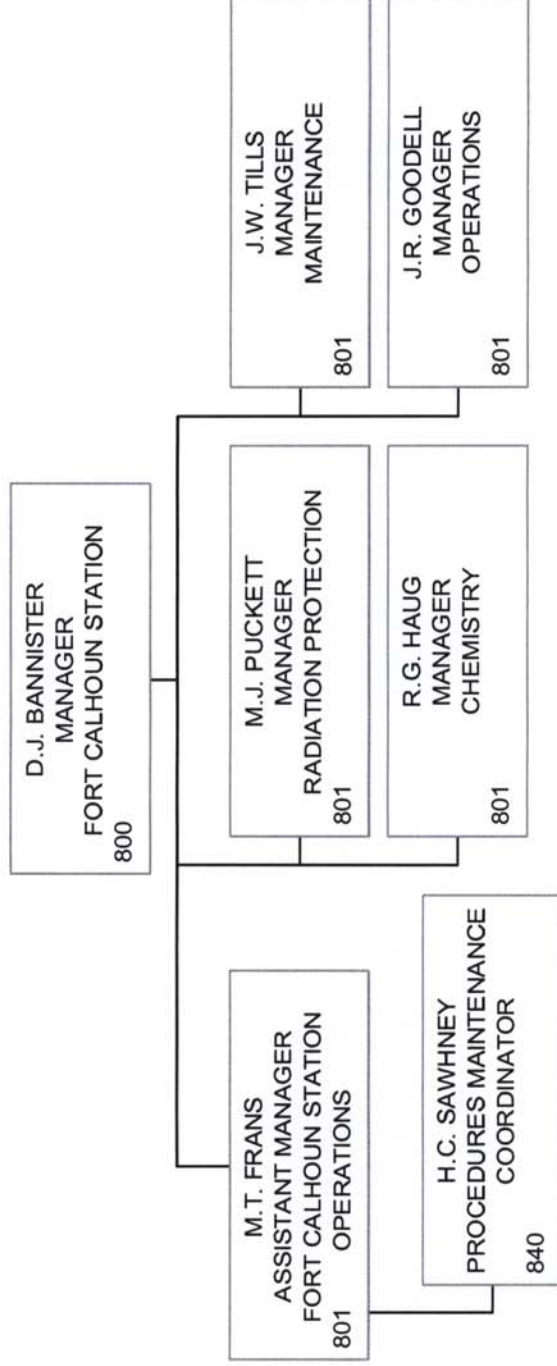 D.J. BANNISTER
MANAGER
FORT CALHOUN STATION
800
M.T. FRANS
ASSISTANT MANAGER
FORT CALHOUN STATION
OPERATIONS
801
H.C. SAWHNEY
PROCEDURES MAINTENANCE
COORDINATOR
840
M.J. PUCKETT
MANAGER
RADIATION PROTECTION
801
R.G. HAUG
MANAGER
CHEMISTRY
801
J.W. TILLS
MANAGER
MAINTENANCE
801
J.R. GOODELL
MANAGER
OPERATIONS
801